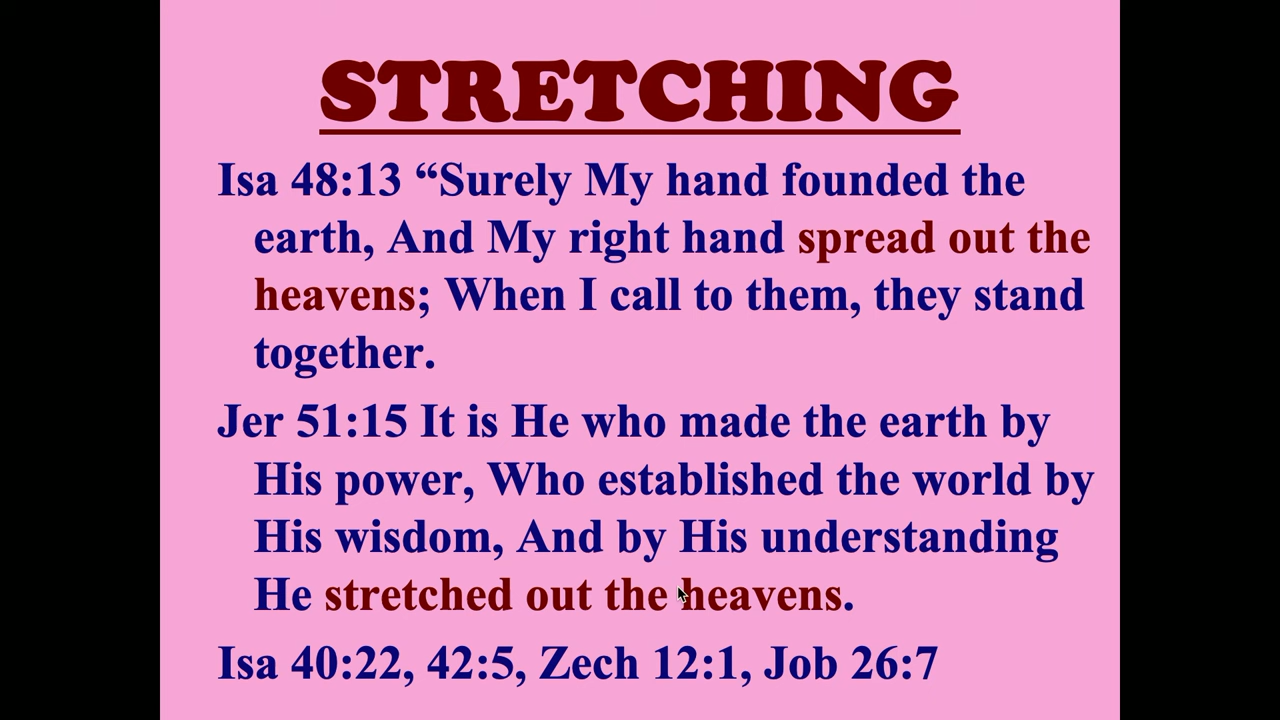 STRETCHING
Isa 48:13 “Surely My hand founded the
earth, And My right hand spread out the
heavens; When I call to them, they stand
together.
Jer 51:15 It is He who made the earth by
His power, Who established the world by
His wisdom, And by His understanding
He stretched out the heavens.
Isa 40:22, 42:5, Zech 12:1, Job 26:7